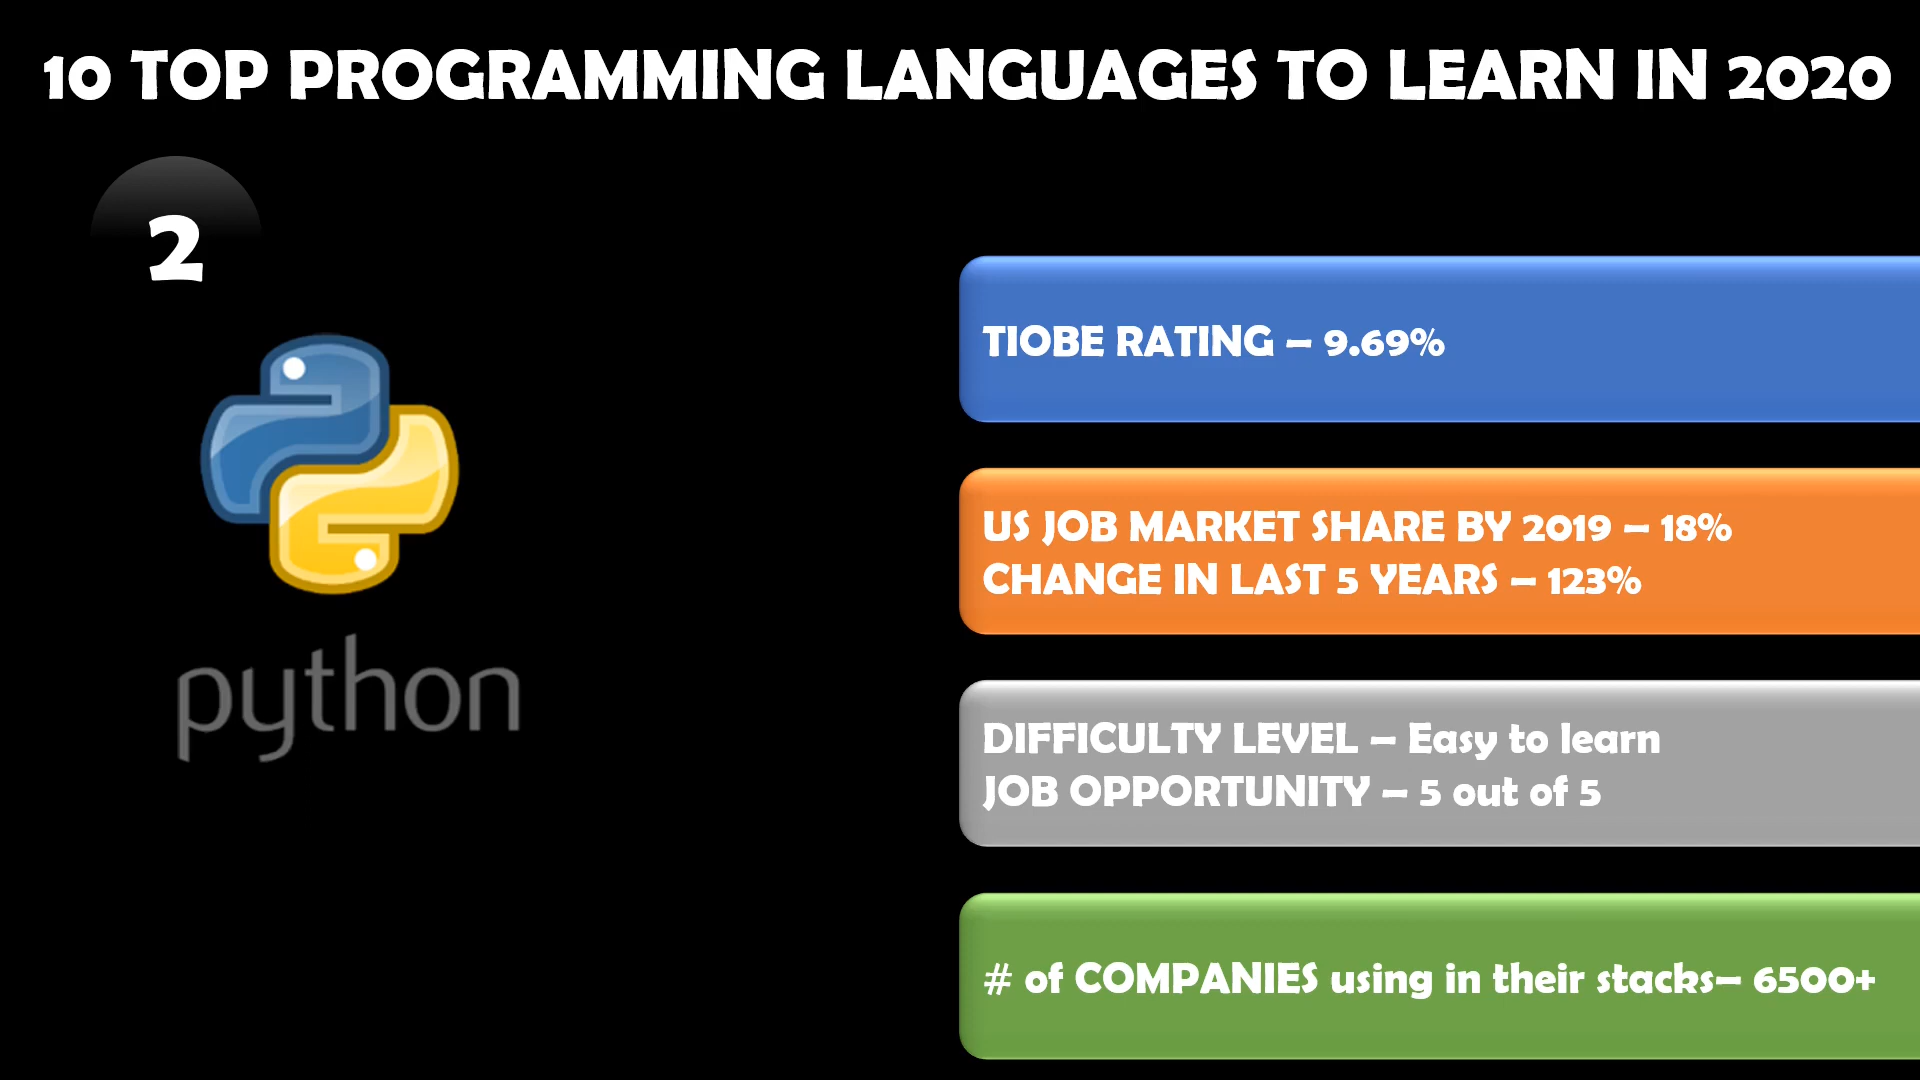 10 TOP PROGRAMMING LANGUAGES TO LEARN IN 2020
2
python
TIOBE RATING – 9.69%
US JOB MARKET SHARE BY 2019 – 18%
CHANGE IN LAST 5 YEARS – 123%
DIFFICULTY LEVEL – Easy to learn
JOB OPPORTUNITY – 5 out of 5
# of COMPANIES using in their stacks– 6500+